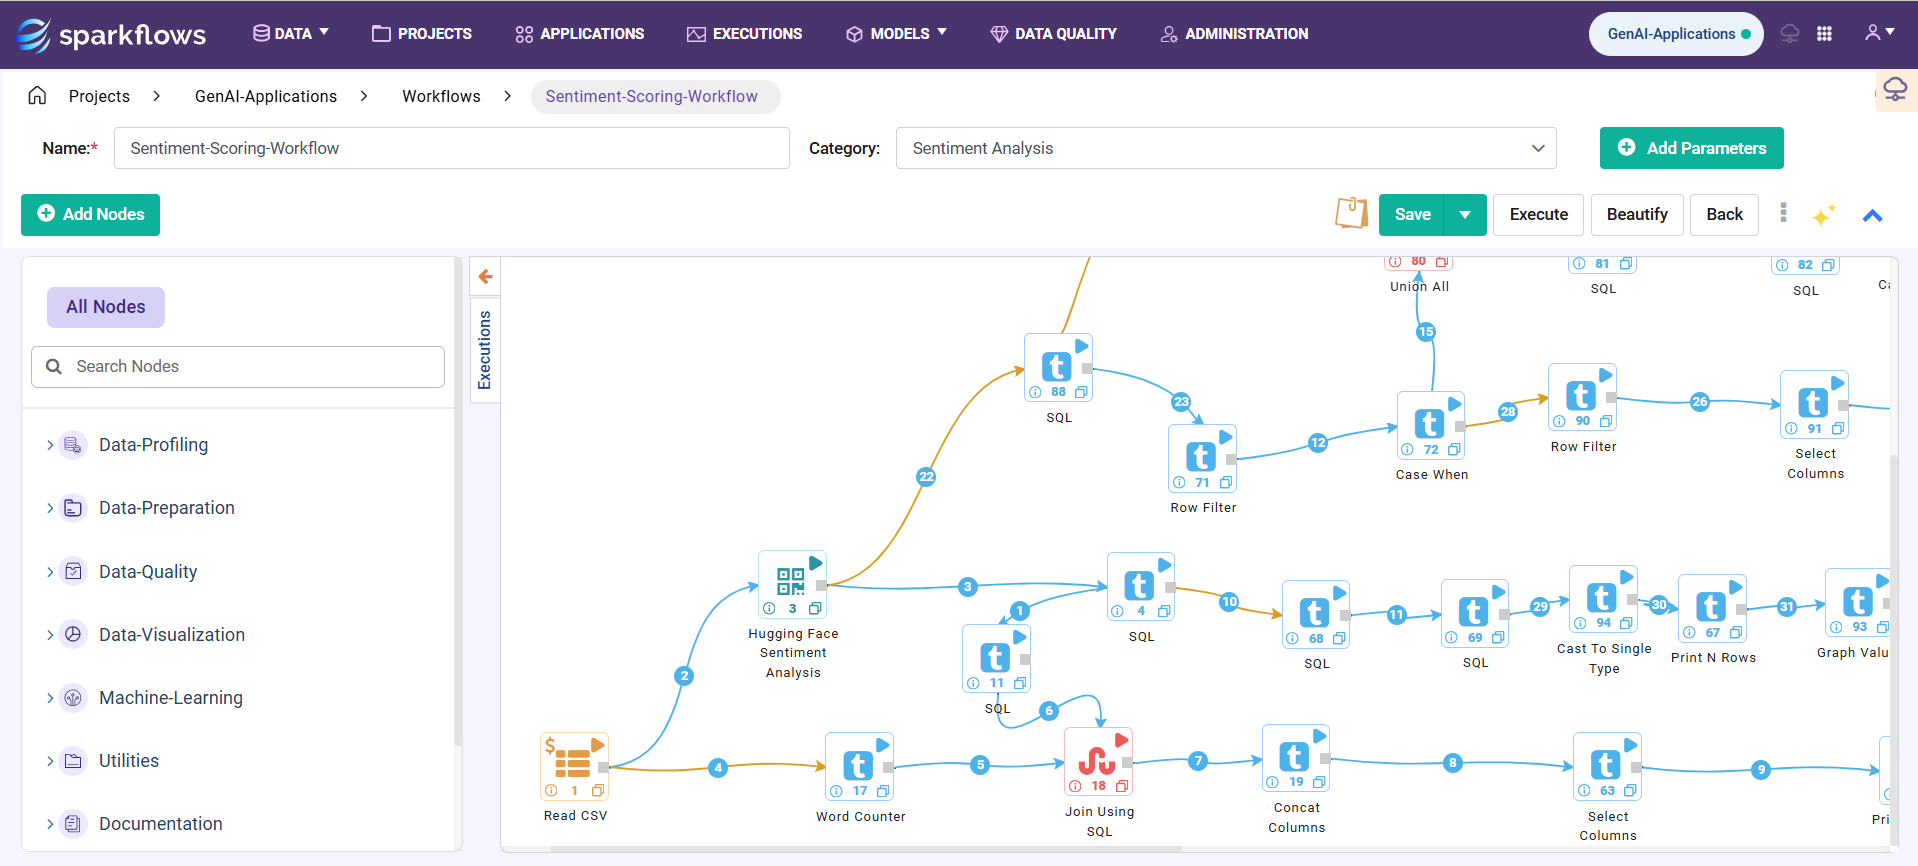 sparkflows
DATA
PROJECTS
APPLICATIONS
EXECUTIONS
MODELS
DATA QUALITY
ADMINISTRATION
GenAI-Applications
Projects
GenAI-Applications
Workflows
Sentiment-Scoring-Workflow
Name:*
Sentiment-Scoring-Workflow
Category:
Sentiment Analysis
Add Parameters
Add Nodes
Save
Execute
Beautify
Back
All Nodes
Search Nodes
Data-Profiling
Data-Preparation
Data-Quality
Data-Visualization
Machine-Learning
Utilities
Documentation
Executions
80
Union All
81
SQL
82
SQL
Ca
15
88
SQL
23
71
Row Filter
12
72
Case When
28
90
Row Filter
26
91
Select
Columns
22
3
Hugging Face
Sentiment
Analysis
3
4
SQL
1
11
SQL
10
68
SQL
11
69
SQL
29
94
Cast To Single
Type
30
67
Print N Rows
31
93
Graph Valu
2
6
$
1
Read CSV
4
17
Word Counter
5
18
Join Using
SQL
7
19
Concat
Columns
8
63
Select
Columns
9
Pri